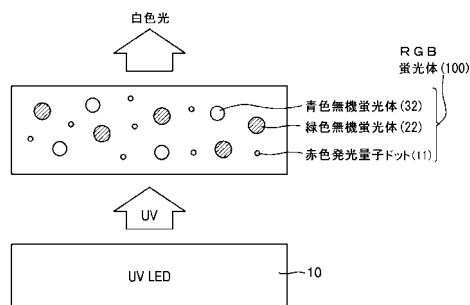 白色光
RGB
蛍光体(100)
青色無機蛍光体(32)
緑色無機蛍光体(22)
赤色発光量子ドット(11)
UV
UV LED
10